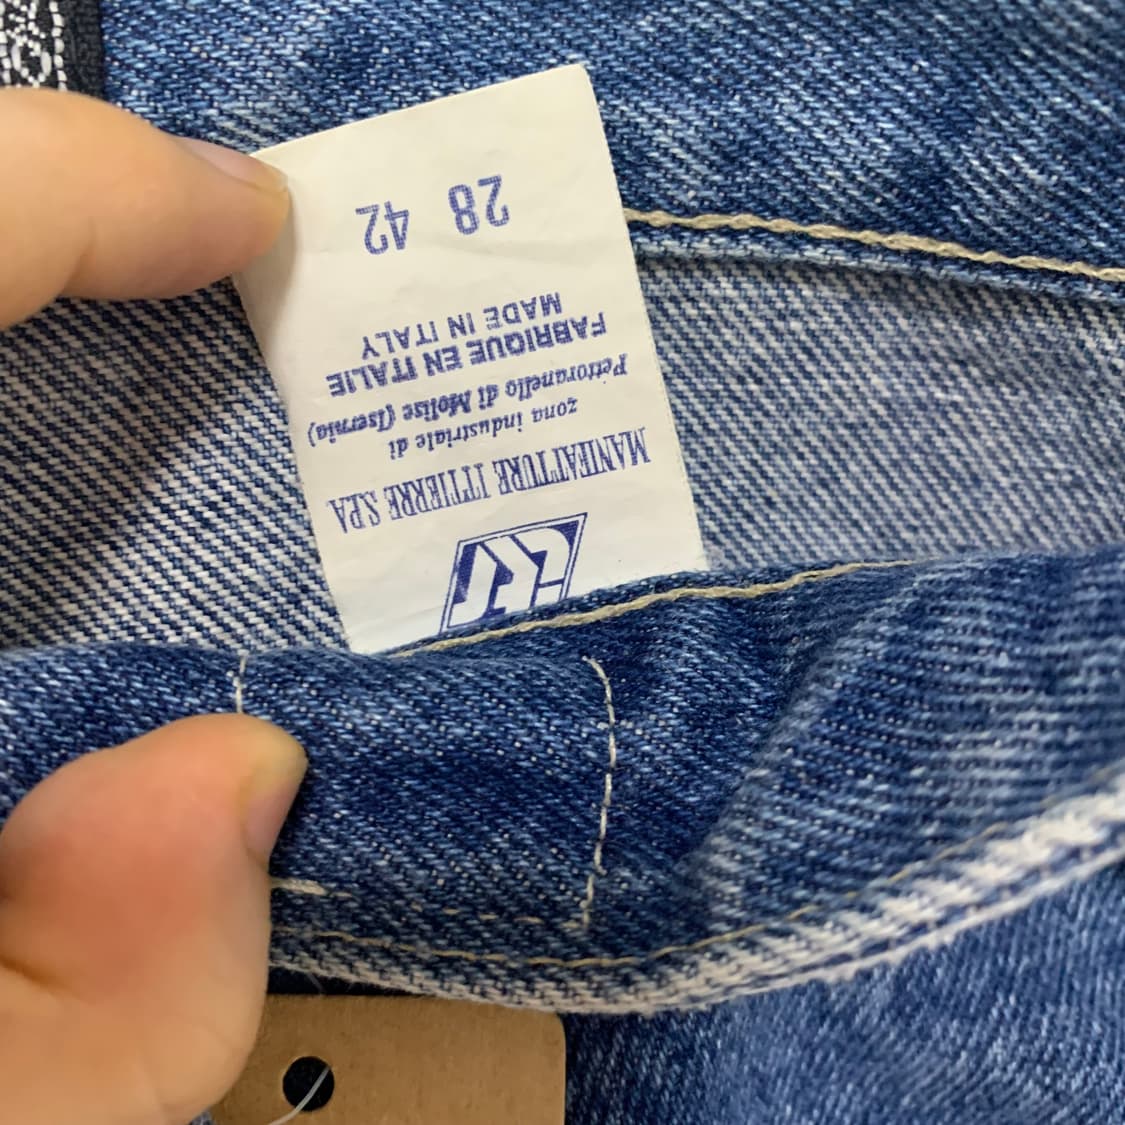 MANIFATTURE ITTIERRE S.P.A.
zona industriale di
Pettoranello di Molise (Isernia)
FABRIQUE EN ITALIE
MADE IN ITALY
28 42